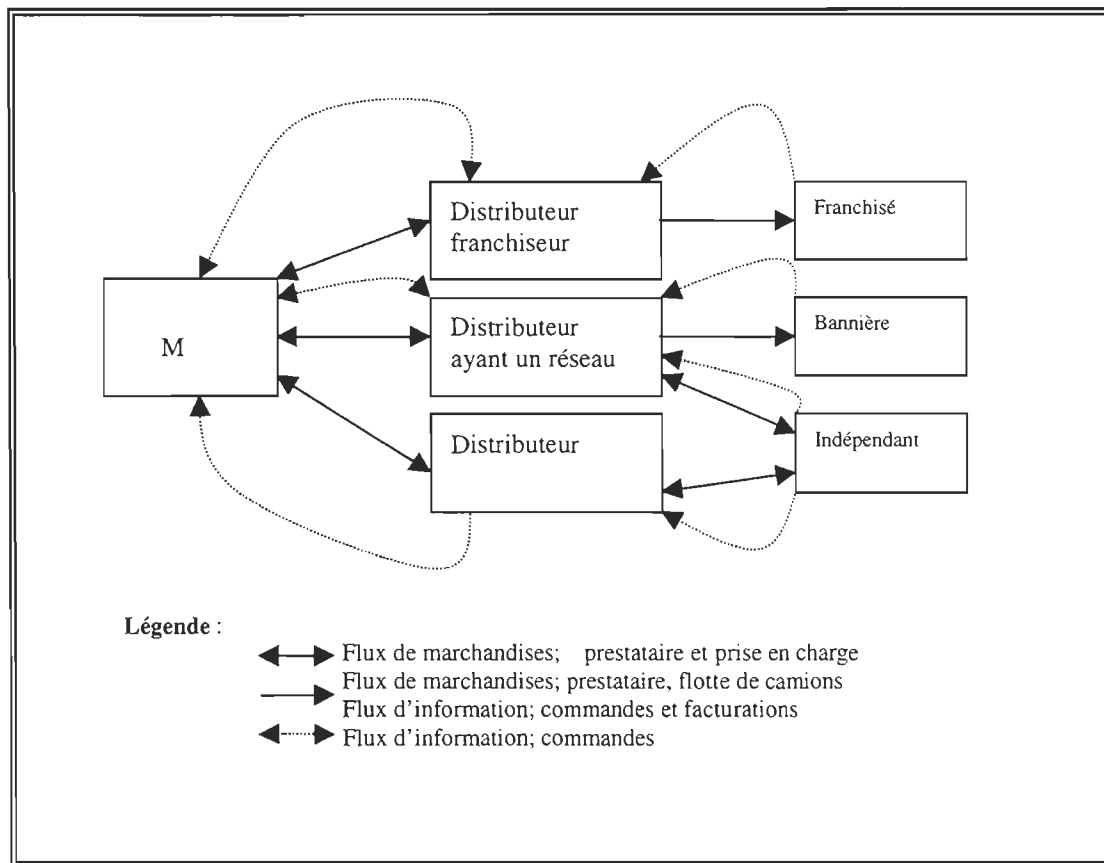 Distributeur
franchiseur
Franchisé
M
Distributeur
ayant un réseau
Bannière
Distributeur
Indépendant
Légende :
Flux de marchandises; prestataire et prise en charge
Flux de marchandises; prestataire, flotte de camions
Flux d'information; commandes et facturations
Flux d'information; commandes